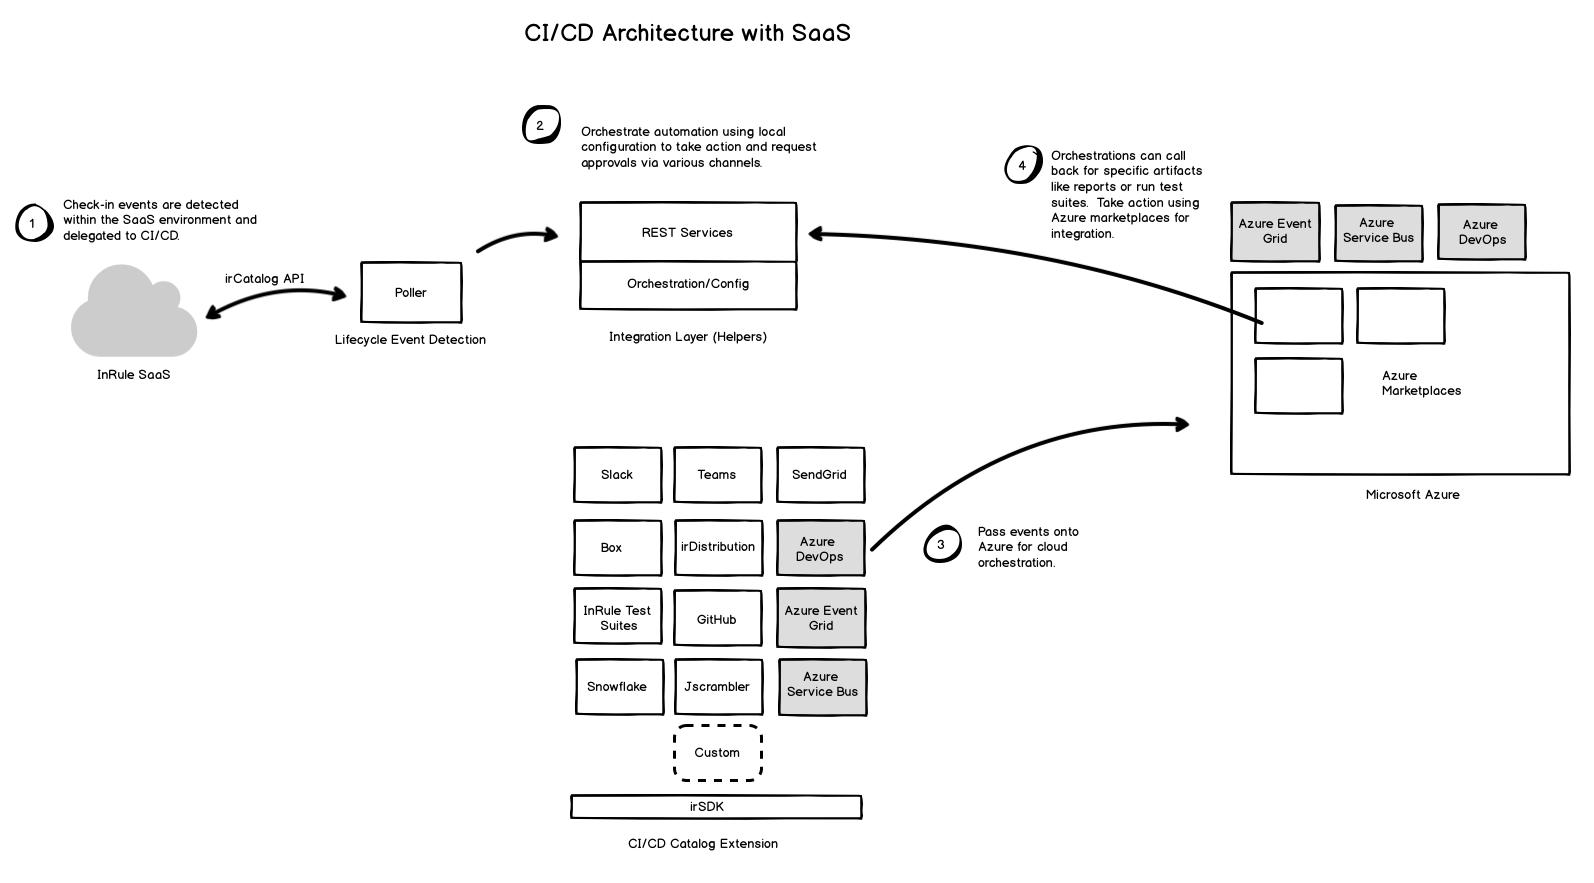 CI/CD Architecture with SaaS
1
Check-in events are detected
within the SaaS environment and
delegated to CI/CD.
irCatalog API
InRule SaaS
Poller
Lifecycle Event Detection
2
Orchestrate automation using local
configuration to take action and request
approvals via various channels.
REST Services
Orchestration/Config
Integration Layer (Helpers)
4
Orchestrations can call
back for specific artifacts
like reports or run test
suites. Take action using
Azure marketplaces for
integration.
Azure Event
Grid
Azure
Service Bus
Azure
DevOps
Azure
Marketplaces
Microsoft Azure
Slack
Teams
SendGrid
Box
irDistribution
Azure
DevOps
3
Pass events onto
Azure for cloud
orchestration.
InRule Test
Suites
GitHub
Azure Event
Grid
Snowflake
Jscrambler
Azure
Service Bus
Custom
irSDK
CI/CD Catalog Extension